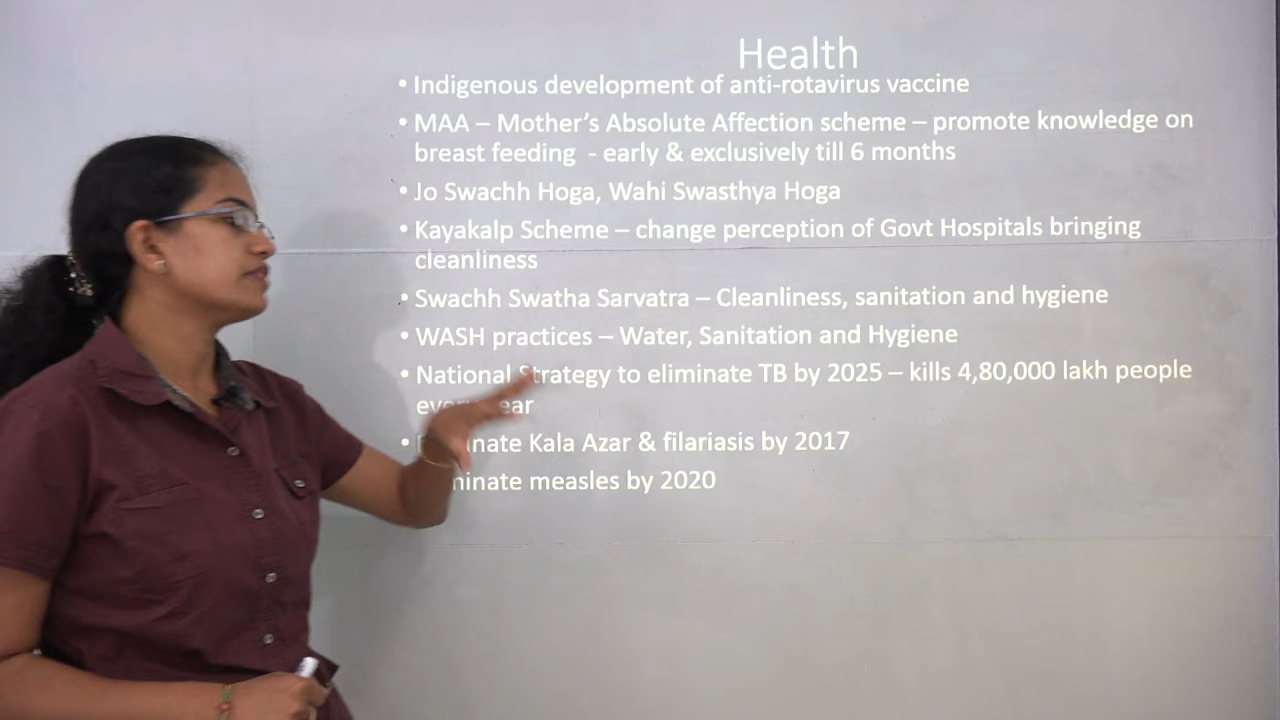 Health
• Indigenous development of anti-rotavirus vaccine
• MAA – Mother's Absolute Affection scheme – promote knowledge on
breast feeding - early & exclusively till 6 months
• Jo Swachh Hoga, Wahi Swasthya Hoga
• Kayakalp Scheme – change perception of Govt Hospitals bringing
cleanliness
• Swachh Swatha Sarvatra – Cleanliness, sanitation and hygiene
• WASH practices – Water, Sanitation and Hygiene
• National Strategy to eliminate TB by 2025 – kills 4,80,000 lakh people
• Kala Azar & filariasis by 2017
measles by 2020